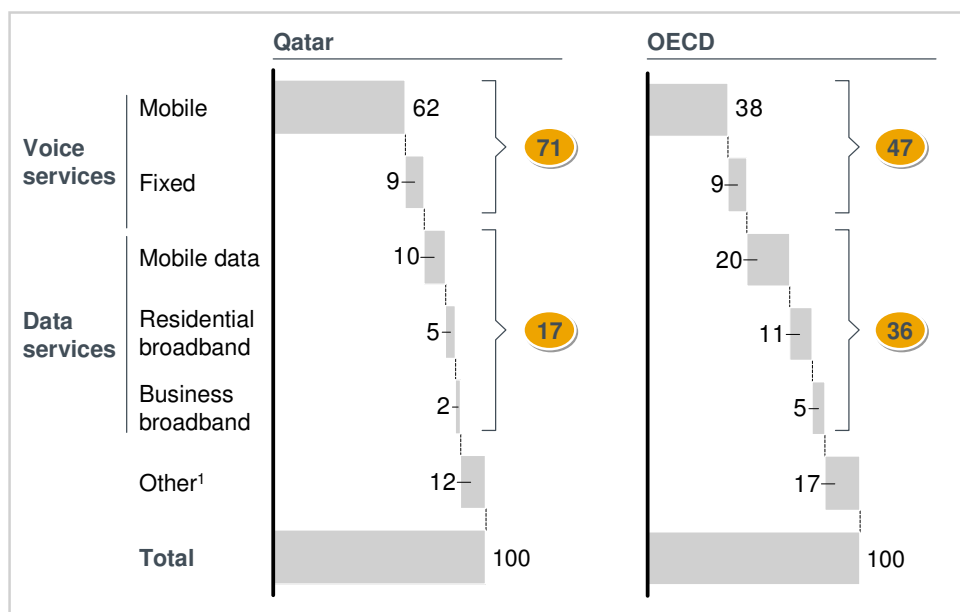 Qatar
OECD
Voice
services
Mobile
62
38
71
47
Fixed
9
9
Data
services
Mobile data
10
20
Residential
broadband
5
11
17
36
Business
broadband
2
5
Other¹
12
17
Total
100
100